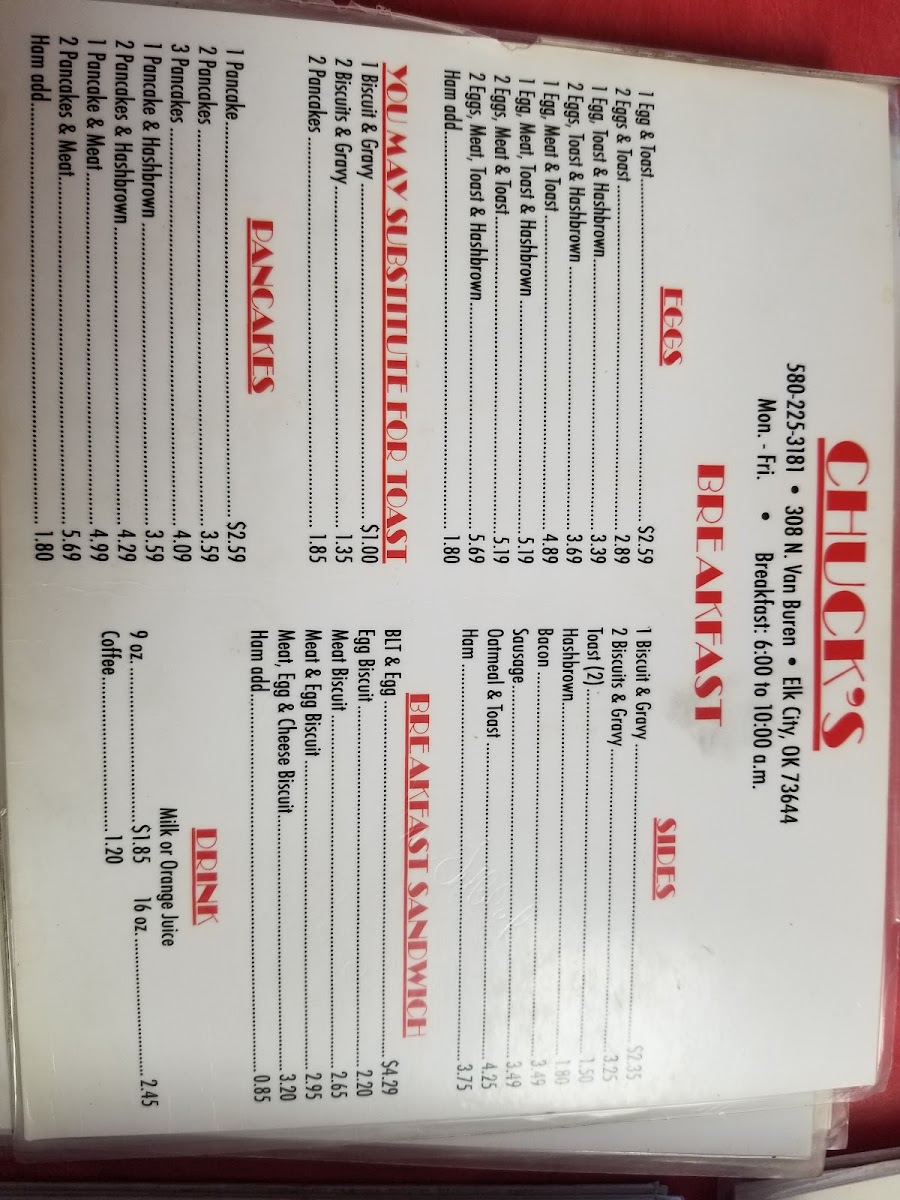 CHUCK'S
580-225-3181 • 308 N. Van Buren • Elk City, OK 73644
Mon. - Fri. • Breakfast: 6:00 to 10:00 a.m.
BREAKFAST
EGGS
1 Egg & Toast $2.59
2 Eggs & Toast 2.89
1 Egg, Toast & Hashbrown 3.39
2 Eggs, Toast & Hashbrown 3.69
1 Egg, Meat & Toast 4.89
1 Egg, Meat, Toast & Hashbrown 5.19
2 Eggs, Meat & Toast 5.19
2 Eggs, Meat, Toast & Hashbrown 5.69
Ham add 1.80
YOU MAY SUBSTITUTE FOR TOAST
1 Biscuit & Gravy $1.00
2 Biscuits & Gravy 1.35
2 Pancakes 1.85
PANCAKES
1 Pancake $2.59
2 Pancakes 3.59
3 Pancakes 4.09
1 Pancake & Hashbrown 3.59
2 Pancakes & Hashbrown 4.29
1 Pancake & Meat 4.99
2 Pancakes & Meat 5.69
Ham add 1.80
SIDES
1 Biscuit & Gravy $2.35
2 Biscuits & Gravy 3.25
Toast (2) 1.50
Hashbrown 1.80
Bacon 3.49
Sausage 3.49
Oatmeal & Toast 4.25
Ham 3.75
BREAKFAST SANDWICH
BLT & Egg $4.29
Egg Biscuit 2.20
Meat Biscuit 2.65
Meat & Egg Biscuit 2.95
Meat, Egg & Cheese Biscuit 3.20
Ham add 0.85
DRINK
Milk or Orange Juice
9 oz. $1.85 16 oz. 2.45
Coffee 1.20